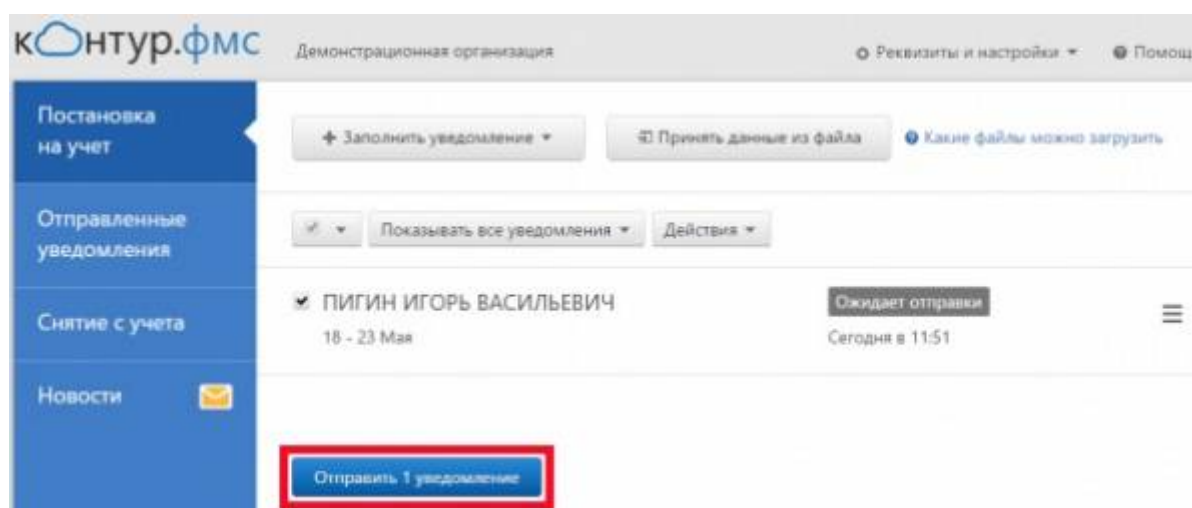 контур.фмс
Демонстрационная организация
Реквизиты и настройки
Помощ
Постановка
на учет
+ Заполнить уведомление
Принять данные из файла
Какие файлы можно загрузить
Отправленные
уведомления
Показывать все уведомления
Действия
ПИГИН ИГОРЬ ВАСИЛЬЕВИЧ
Ожидает отправки
18 - 23 Мая
Сегодня в 11:51
Снятие с учета
Новости
Отправить 1 уведомление